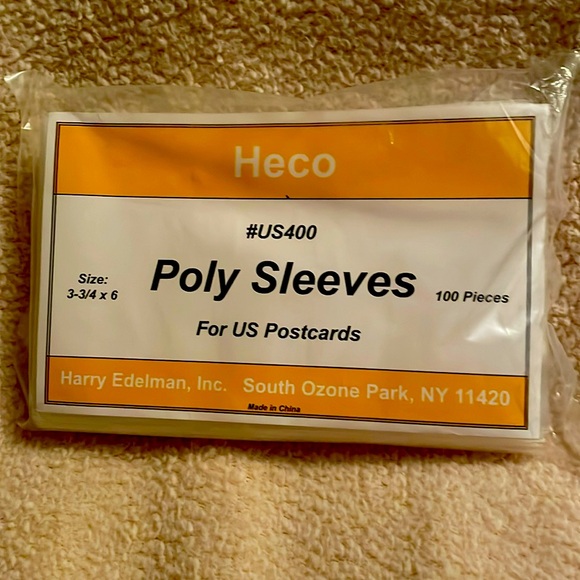 Heco
#US400
Poly Sleeves
Size:
3-3/4 x 6
100 Pieces
For US Postcards
Harry Edelman, Inc. South Ozone Park, NY 11420
Made in China